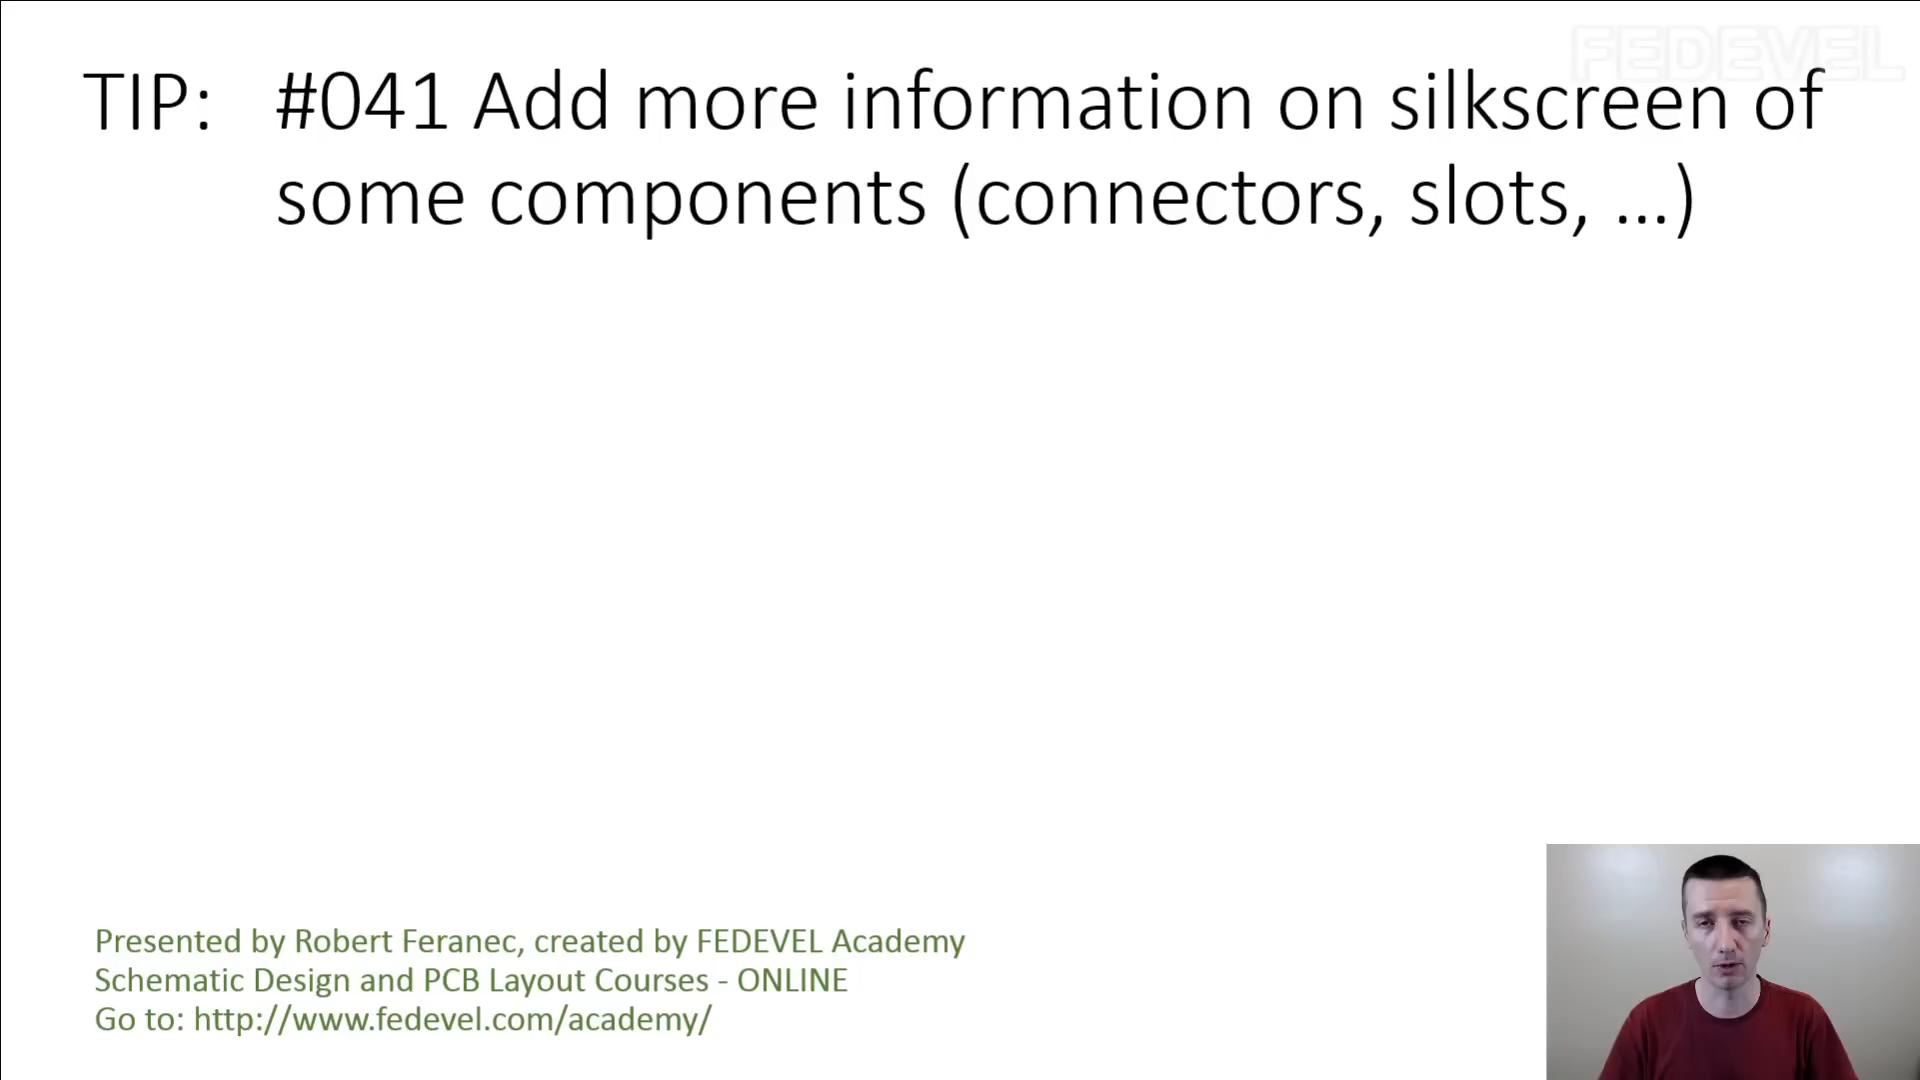 FEDEVEL
TIP: #041 Add more information on silkscreen of
some components (connectors, slots, ...)
Presented by Robert Feranec, created by FEDEVEL Academy
Schematic Design and PCB Layout Courses - ONLINE
Go to: http://www.fedevel.com/academy/